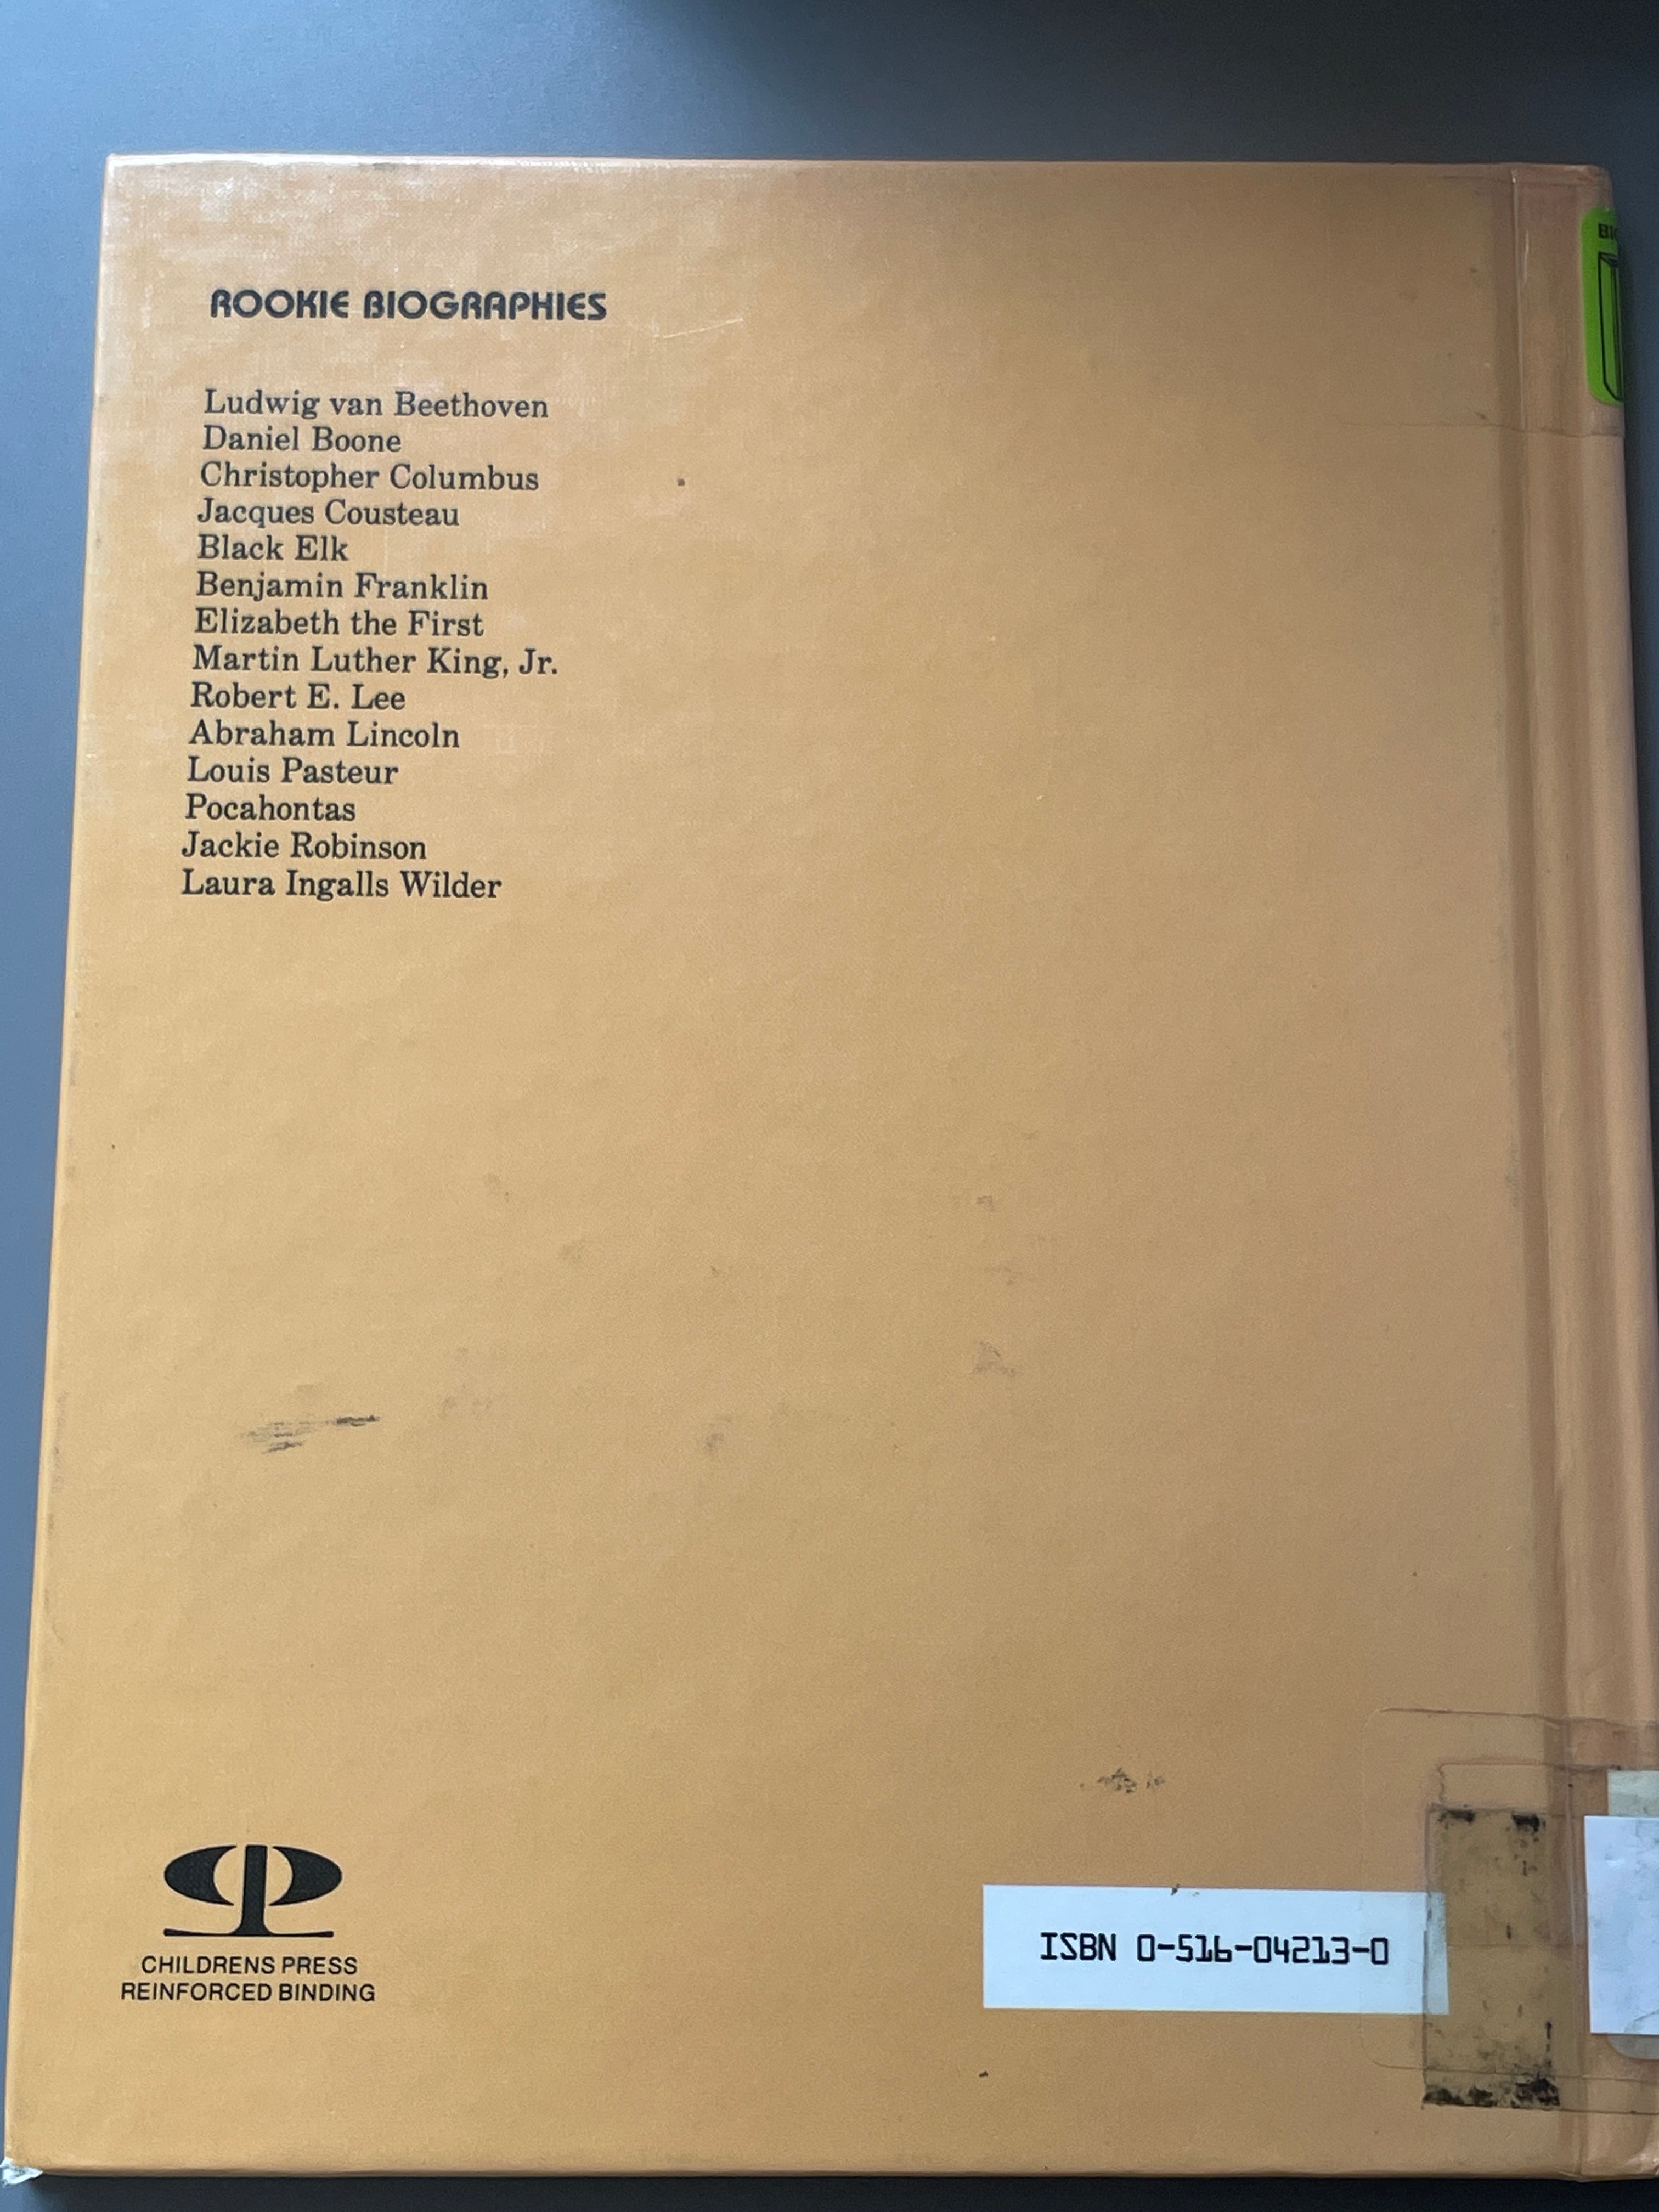 BIO
ROOKIE BIOGRAPHIES
Ludwig van Beethoven
Daniel Boone
Christopher Columbus
Jacques Cousteau
Black Elk
Benjamin Franklin
Elizabeth the First
Martin Luther King, Jr.
Robert E. Lee
Abraham Lincoln
Louis Pasteur
Pocahontas
Jackie Robinson
Laura Ingalls Wilder
CHILDRENS PRESS
REINFORCED BINDING
ISBN 0-516-04213-0